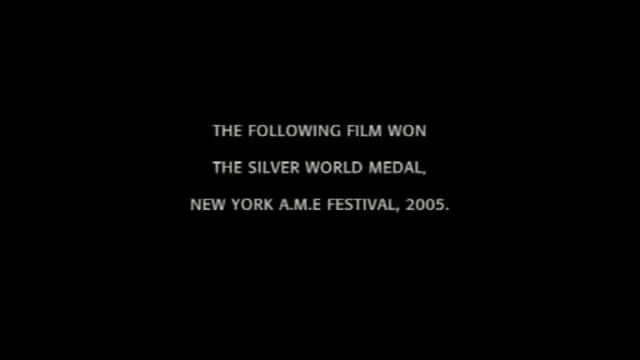 THE FOLLOWING FILM WON
THE SILVER WORLD MEDAL,
NEW YORK A.M.E FESTIVAL, 2005.